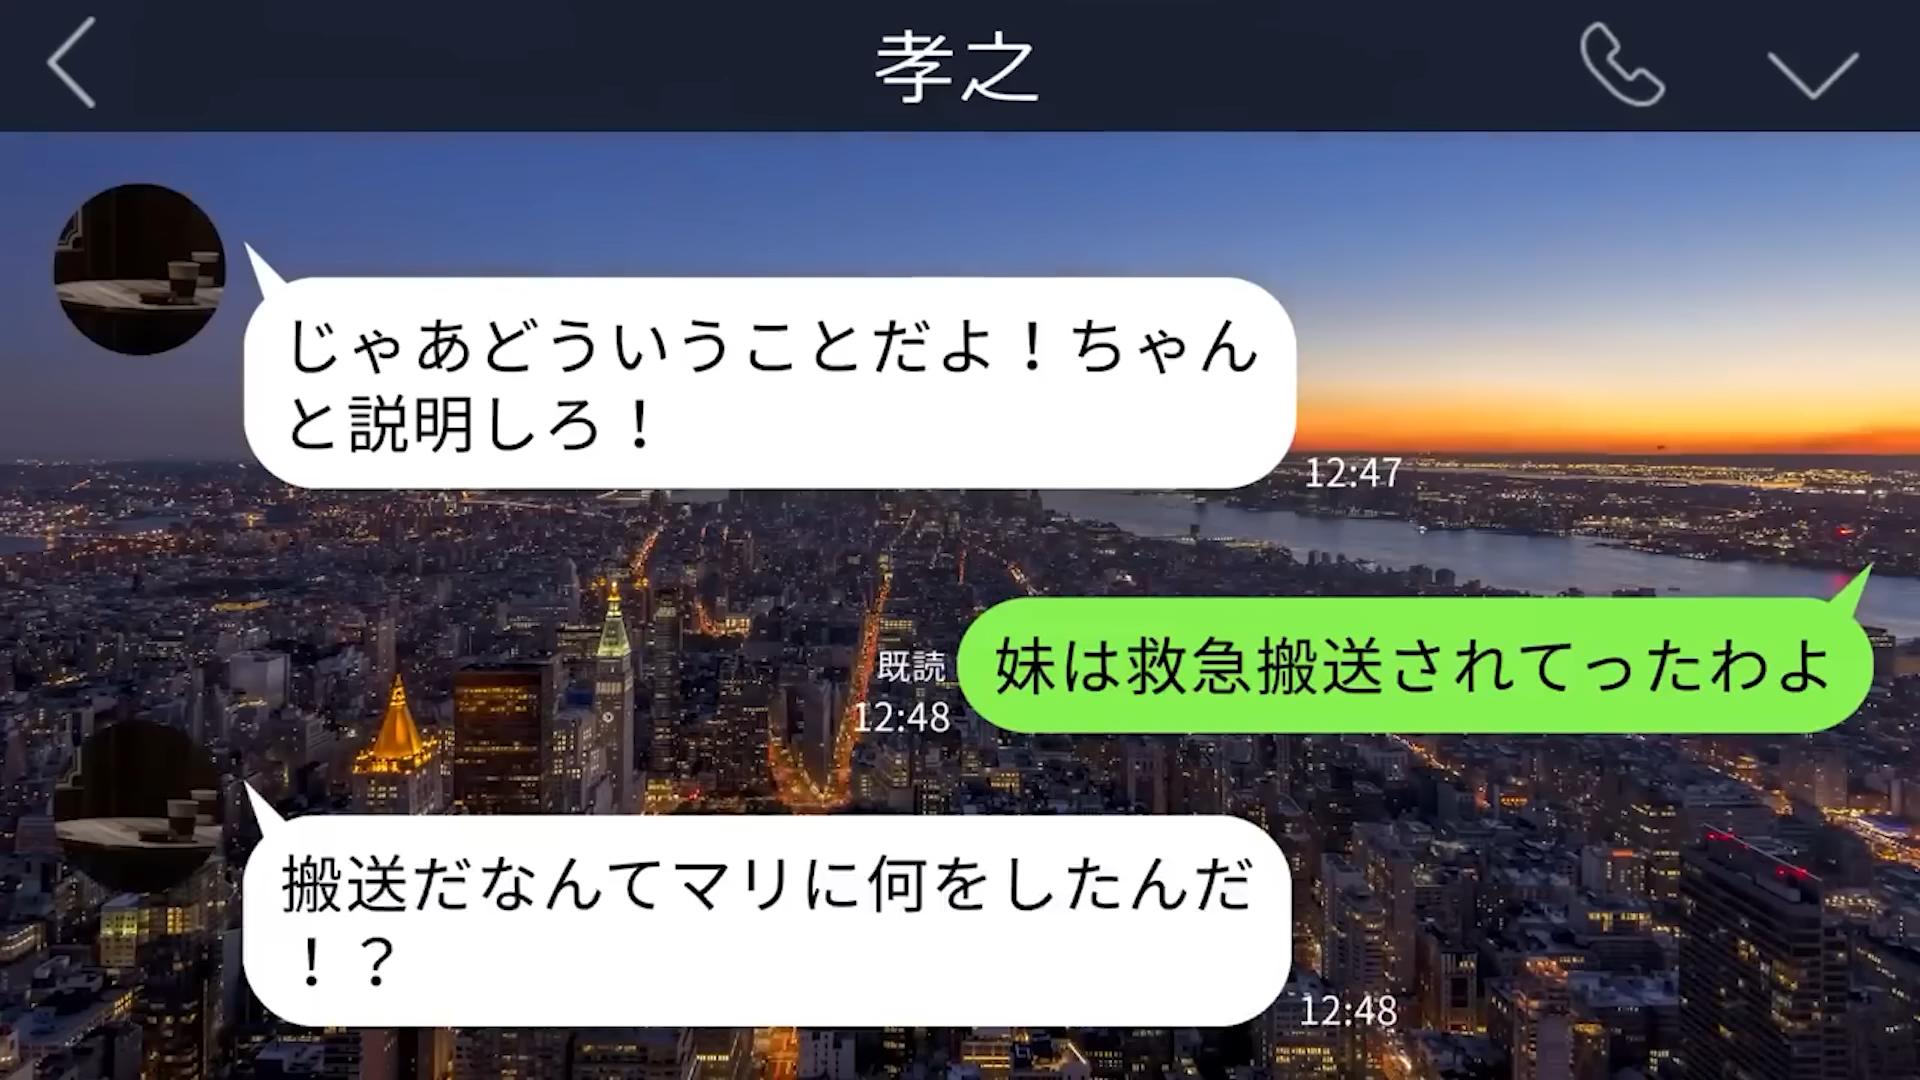 孝之
じゃあどういうことだよ！ちゃん
と説明しろ！
12:47
妹は救急搬送されてったわよ
既読
12:48
搬送だなんてマリに何をしたんだ
！？
12:48